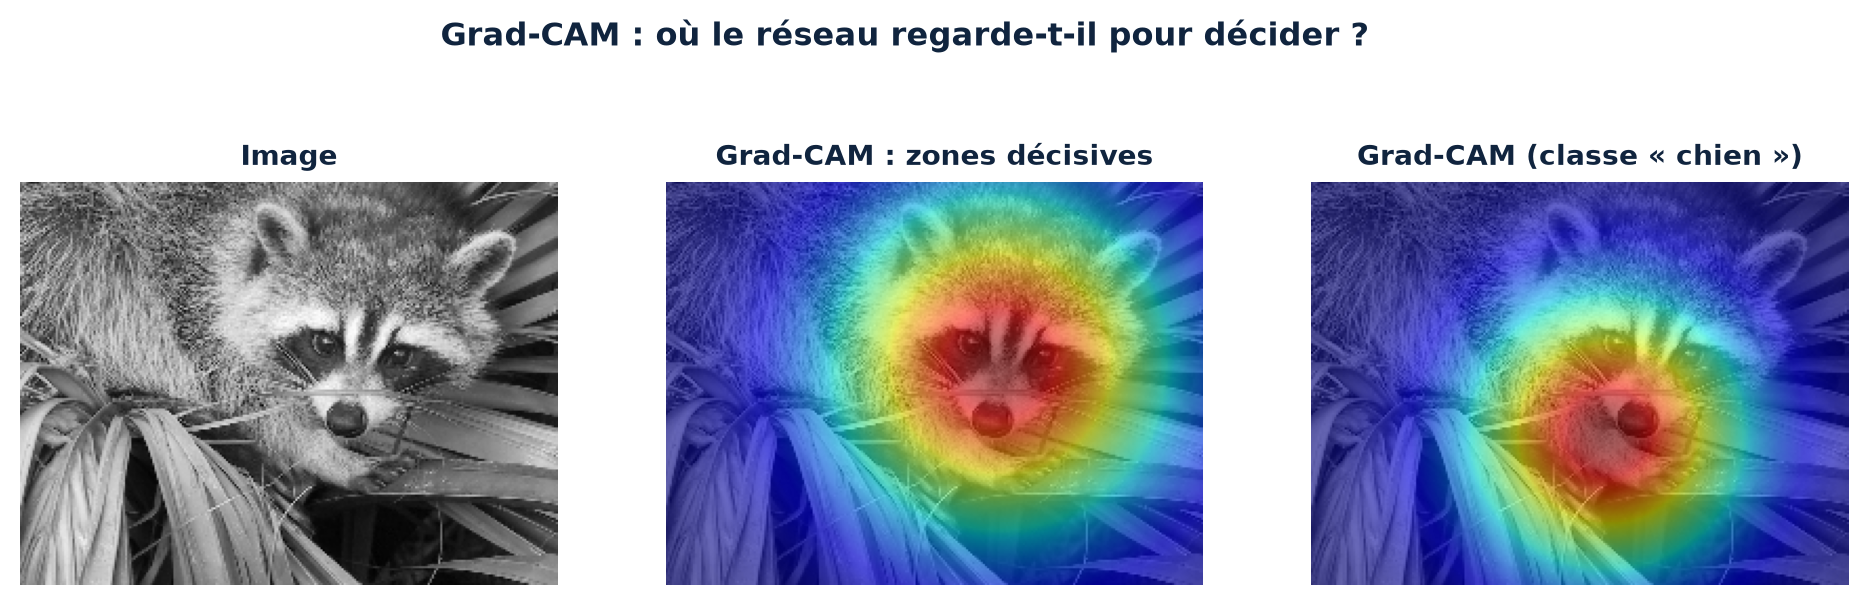 Grad-CAM : où le réseau regarde-t-il pour décider ?
Image
Grad-CAM : zones décisives
Grad-CAM (classe « chien »)